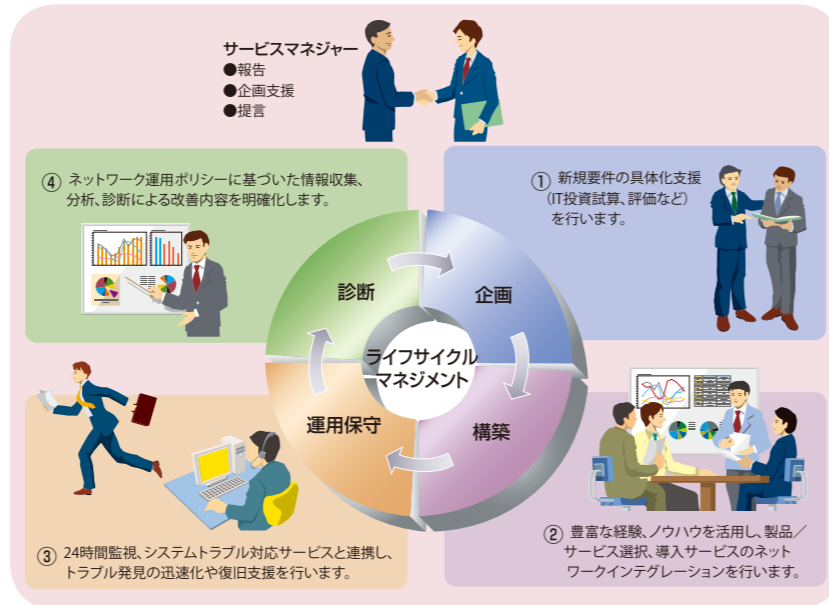 サービスマネジャー
●報告
●企画支援
●提言
④ ネットワーク運用ポリシーに基づいた情報収集、
分析、診断による改善内容を明確化します。
① 新規要件の具体化支援
(IT投資試算、評価など)
を行います。
診断
企画
ライフサイクル
マネジメント
運用保守
構築
③ 24時間監視、システムトラブル対応サービスと連携し、
トラブル発見の迅速化や復旧支援を行います。
② 豊富な経験、ノウハウを活用し、製品／
サービス選択、導入サービスのネット
ワークインテグレーションを行います。